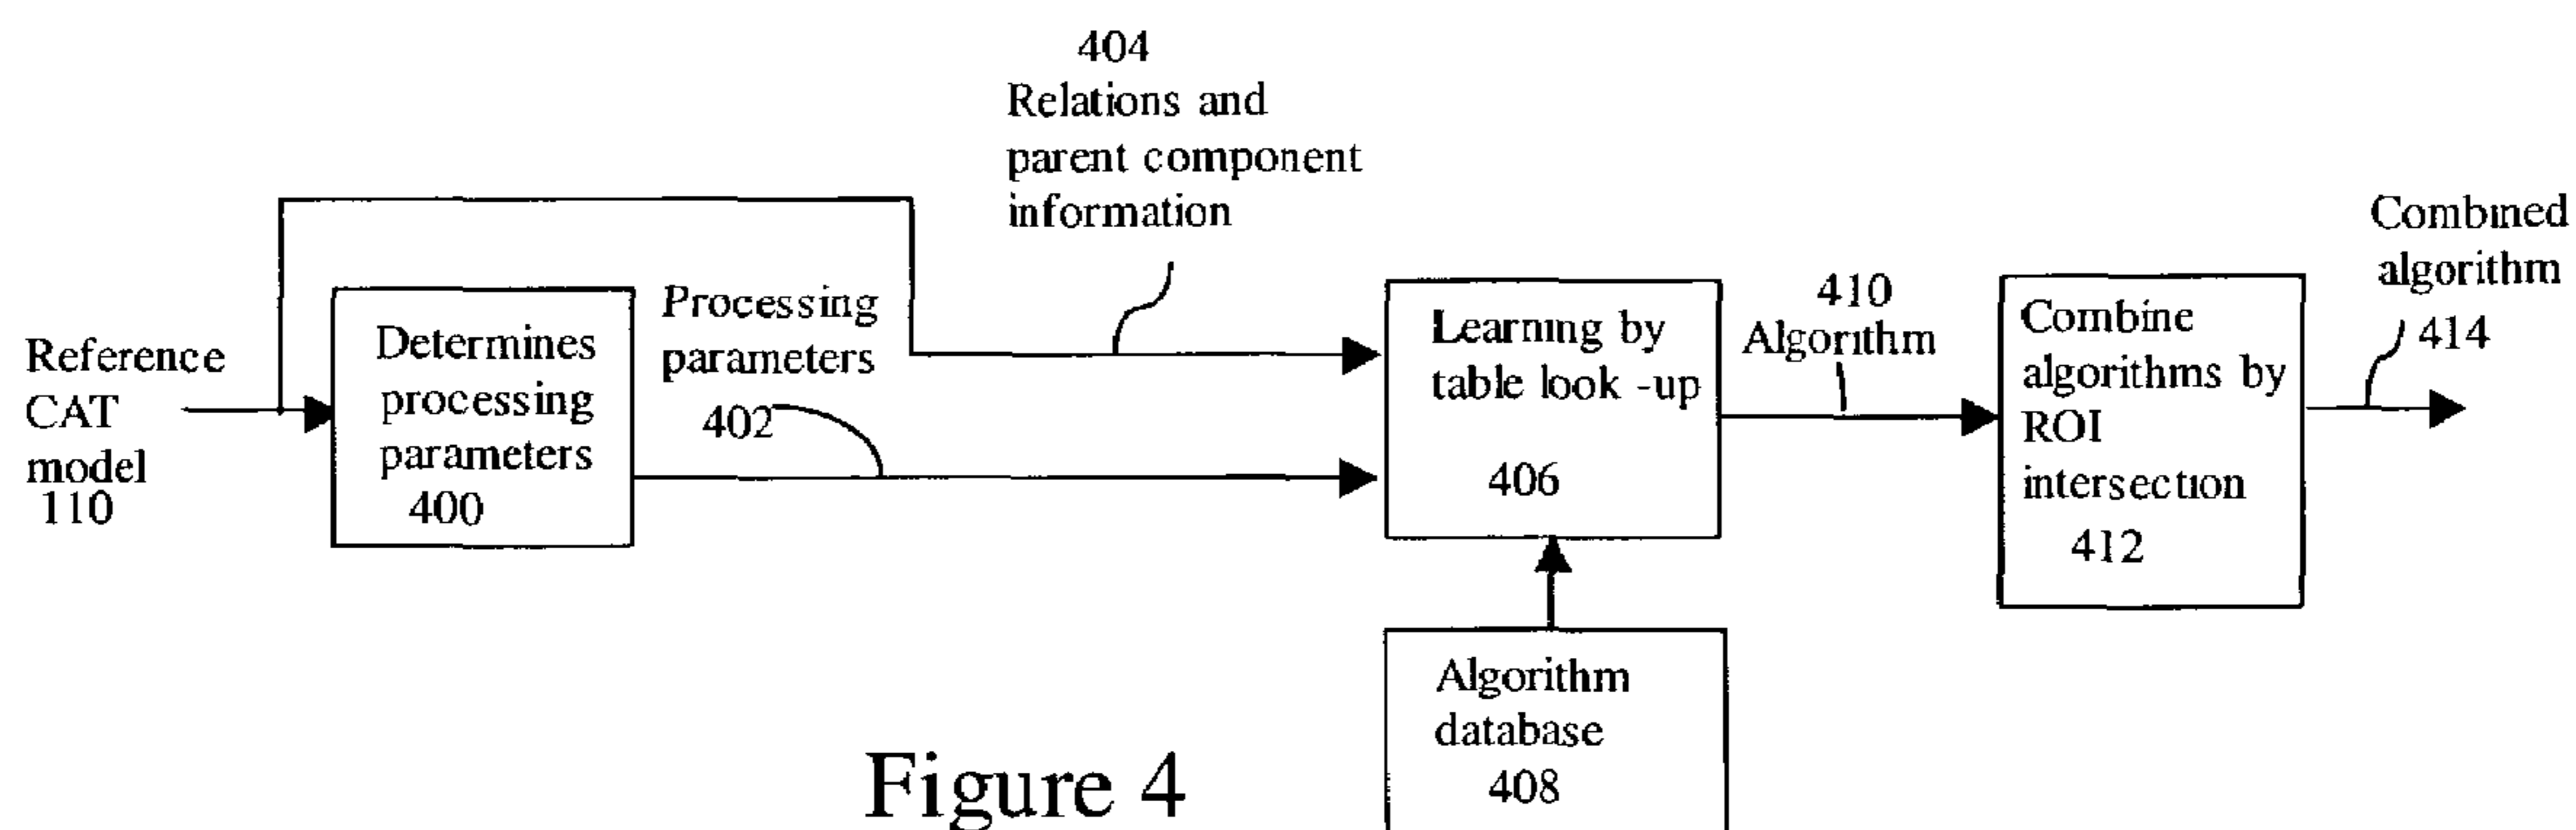 404
Relations and
parent component
information
Reference
CAT
model
110
Determines
processing
parameters
400
Processing
parameters
402
Learning by
table look -up
406
410
Algorithm
Combine
algorithms by
ROI
intersection
412
Combined
algorithm
414
Algorithm
database
408
Figure 4